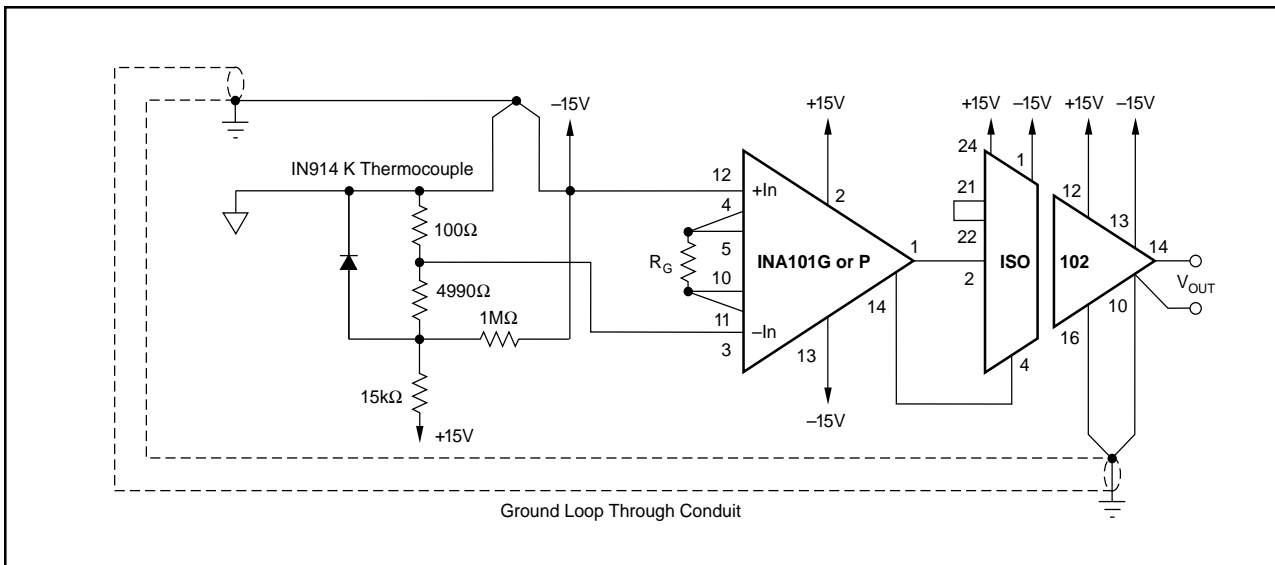 –15V
IN914 K Thermocouple
100Ω
4990Ω
1MΩ
15kΩ
+15V
+15V
2
12
+In
4
5
R_G
10
11
–In
3
INA101G or P
1
14
13
–15V
+15V
–15V
24
1
21
22
2
ISO
4
+15V
–15V
12
13
102
14
V_OUT
10
16
Ground Loop Through Conduit